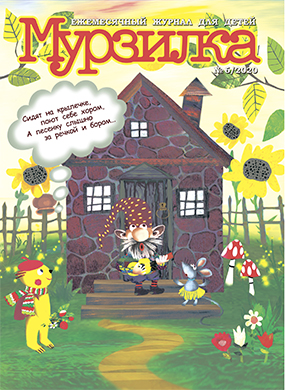 ЕЖЕМЕСЯЧНЫЙ ЖУРНАЛ ДЛЯ ДЕТЕЙ
Мурзилка
№ 6/2020
Сидят на крылечке,
поют себе хором,
А песенку слышно
за речкой и бором...